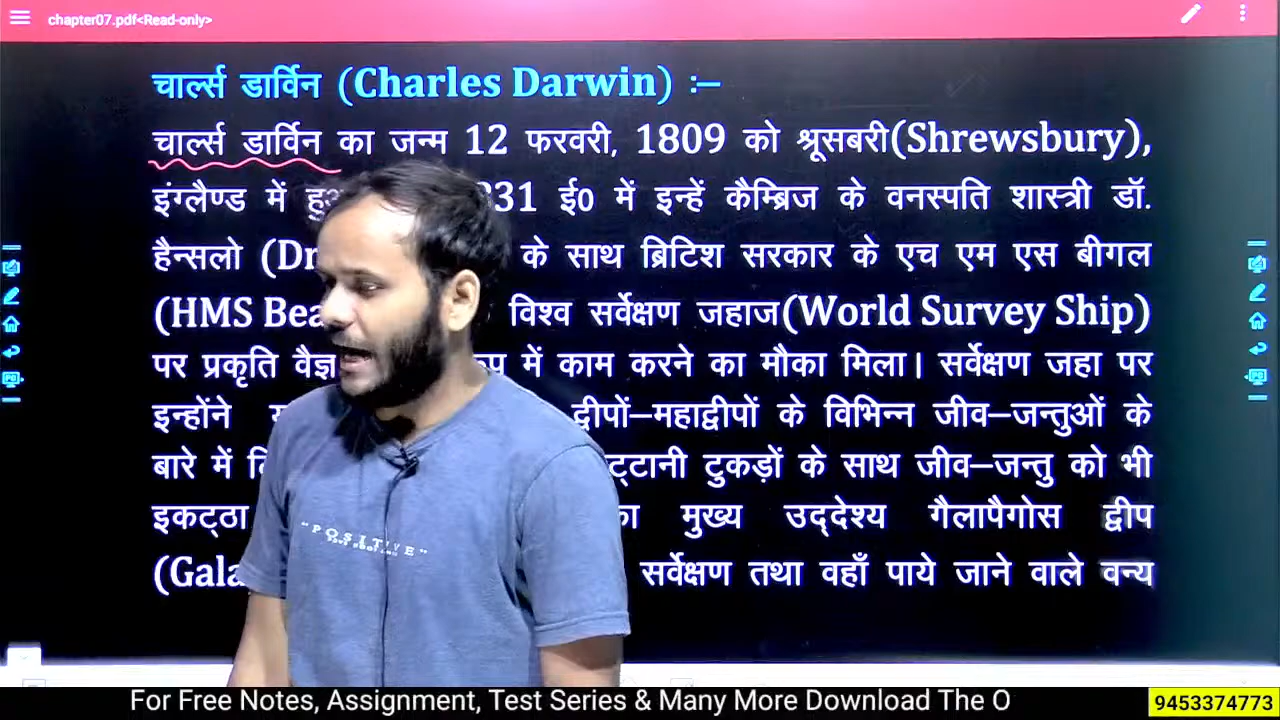 chapter07.pdf<Read-only>
चार्ल्स डार्विन (Charles Darwin) :–
चार्ल्स डार्विन का जन्म 12 फरवरी, 1809 को श्रूसबरी(Shrewsbury),
इंग्लैण्ड में 31 ई0 में इन्हें कैम्ब्रिज के वनस्पति शास्त्री डॉ.
हैन्सलो (Dr के साथ ब्रिटिश सरकार के एच एम एस बीगल
(HMS Bea विश्व सर्वेक्षण जहाज(World Survey Ship)
पर प्रकृति में काम करने का मौका मिला। सर्वेक्षण जहा पर
इन्होंने द्वीपों–महाद्वीपों के विभिन्न जीव–जन्तुओं के
बारे में टुकड़ों के साथ जीव–जन्तु को भी
इकट्ठा मुख्य उद्देश्य गैलापैगोस द्वीप
(Gala सर्वेक्षण तथा वहाँ पाये जाने वाले वन्य
"POSITIVE"
For Free Notes, Assignment, Test Series & Many More Download The O
9453374773